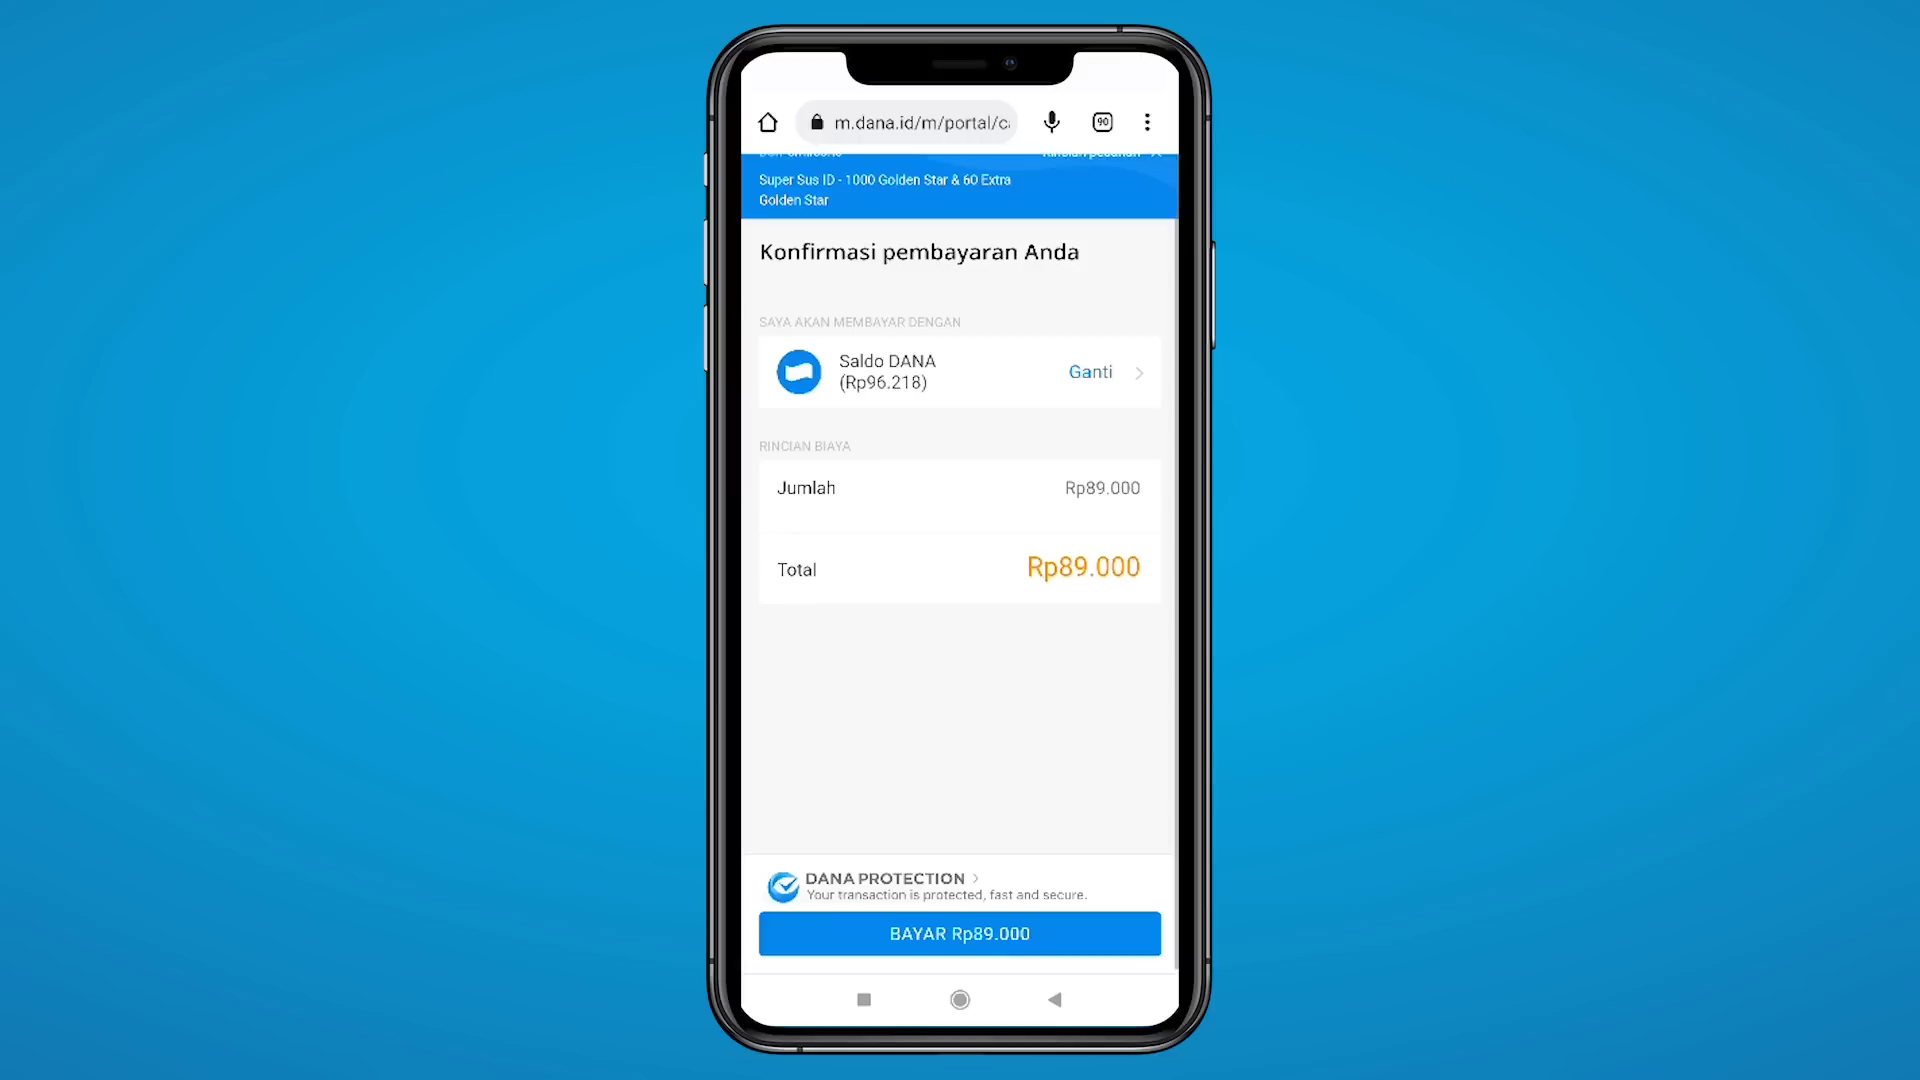 m.dana.id/m/portal/c
90
Super Sus ID - 1000 Golden Star & 60 Extra
Golden Star
Konfirmasi pembayaran Anda
SAYA AKAN MEMBAYAR DENGAN
Saldo DANA
(Rp96.218)
Ganti
RINCIAN BIAYA
Jumlah
Rp89.000
Total
Rp89.000
DANA PROTECTION
Your transaction is protected, fast and secure.
BAYAR Rp89.000